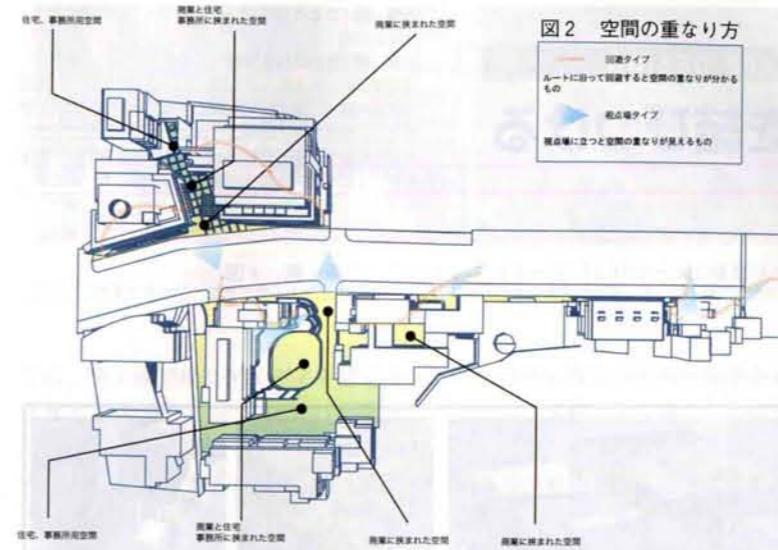 住宅、事務所用空間
商業と住宅
事務所に挟まれた空間
商業に挟まれた空間
図2 空間の重なり方
回遊タイプ
ルートに沿って回遊すると空間の重なりが分かる
もの
視点場タイプ
視点場に立つと空間の重なりが見えるもの
住宅、事務所用空間
商業と住宅
事務所に挟まれた空間
商業に挟まれた空間
商業に挟まれた空間